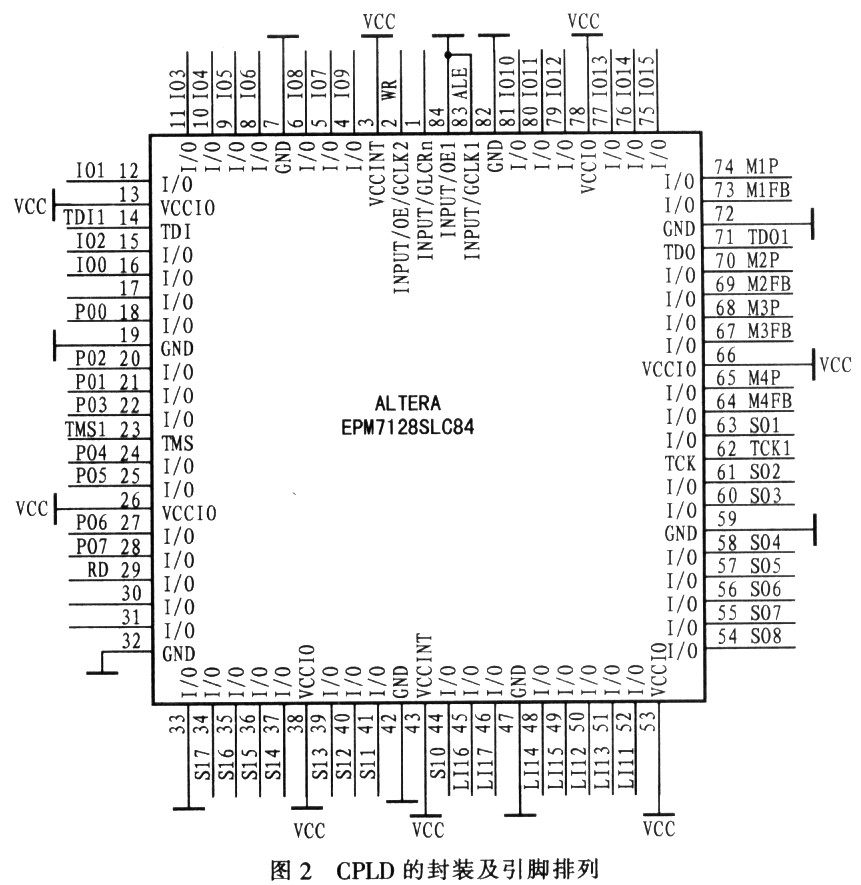 VCC
VCC
11 IO3
10 IO4
9 IO5
8 IO6
7
6 IO8
5 IO7
4 IO9
3
2 WR
1
84
83 ALE
82
81 IO10
80 IO11
79 IO12
78
77 IO13
76 IO14
75 IO15
I/O
I/O
I/O
I/O
GND
I/O
I/O
I/O
VCCINT
INPUT/OE/GCLK2
INPUT/GLCRn
INPUT/OE1
INPUT/GCLK1
GND
I/O
I/O
I/O
VCCIO
I/O
I/O
I/O
IO1 12 I/O
VCC 13 VCCIO
TDI1 14 TDI
IO2 15 I/O
IO0 16 I/O
17 I/O
P00 18 I/O
19 GND
P02 20 I/O
P01 21 I/O
P03 22 I/O
TMS1 23 TMS
P04 24 I/O
P05 25 I/O
VCC 26 VCCIO
P06 27 I/O
P07 28 I/O
RD 29 I/O
30 I/O
31 I/O
32 GND
ALTERA
EPM7128SLC84
I/O 74 M1P
I/O 73 M1FB
GND 72
TDO 71 TDO1
I/O 70 M2P
I/O 69 M2FB
I/O 68 M3P
I/O 67 M3FB
VCCIO 66 VCC
I/O 65 M4P
I/O 64 M4FB
I/O 63 SO1
TCK 62 TCK1
I/O 61 SO2
I/O 60 SO3
GND 59
I/O 58 SO4
I/O 57 SO5
I/O 56 SO6
I/O 55 SO7
I/O 54 SO8
I/O
I/O
I/O
I/O
I/O
VCCIO
I/O
I/O
I/O
GND
VCCINT
I/O
I/O
I/O
GND
I/O
I/O
I/O
I/O
I/O
VCCIO
33
S17 34
S16 35
S15 36
S14 37
38
S13 39
S12 40
S11 41
42
43
S10 44
LI16 45
LI17 46
47
LI14 48
LI15 49
LI12 50
LI13 51
LI11 52
53
VCC
VCC
VCC
图 2 CPLD 的封装及引脚排列